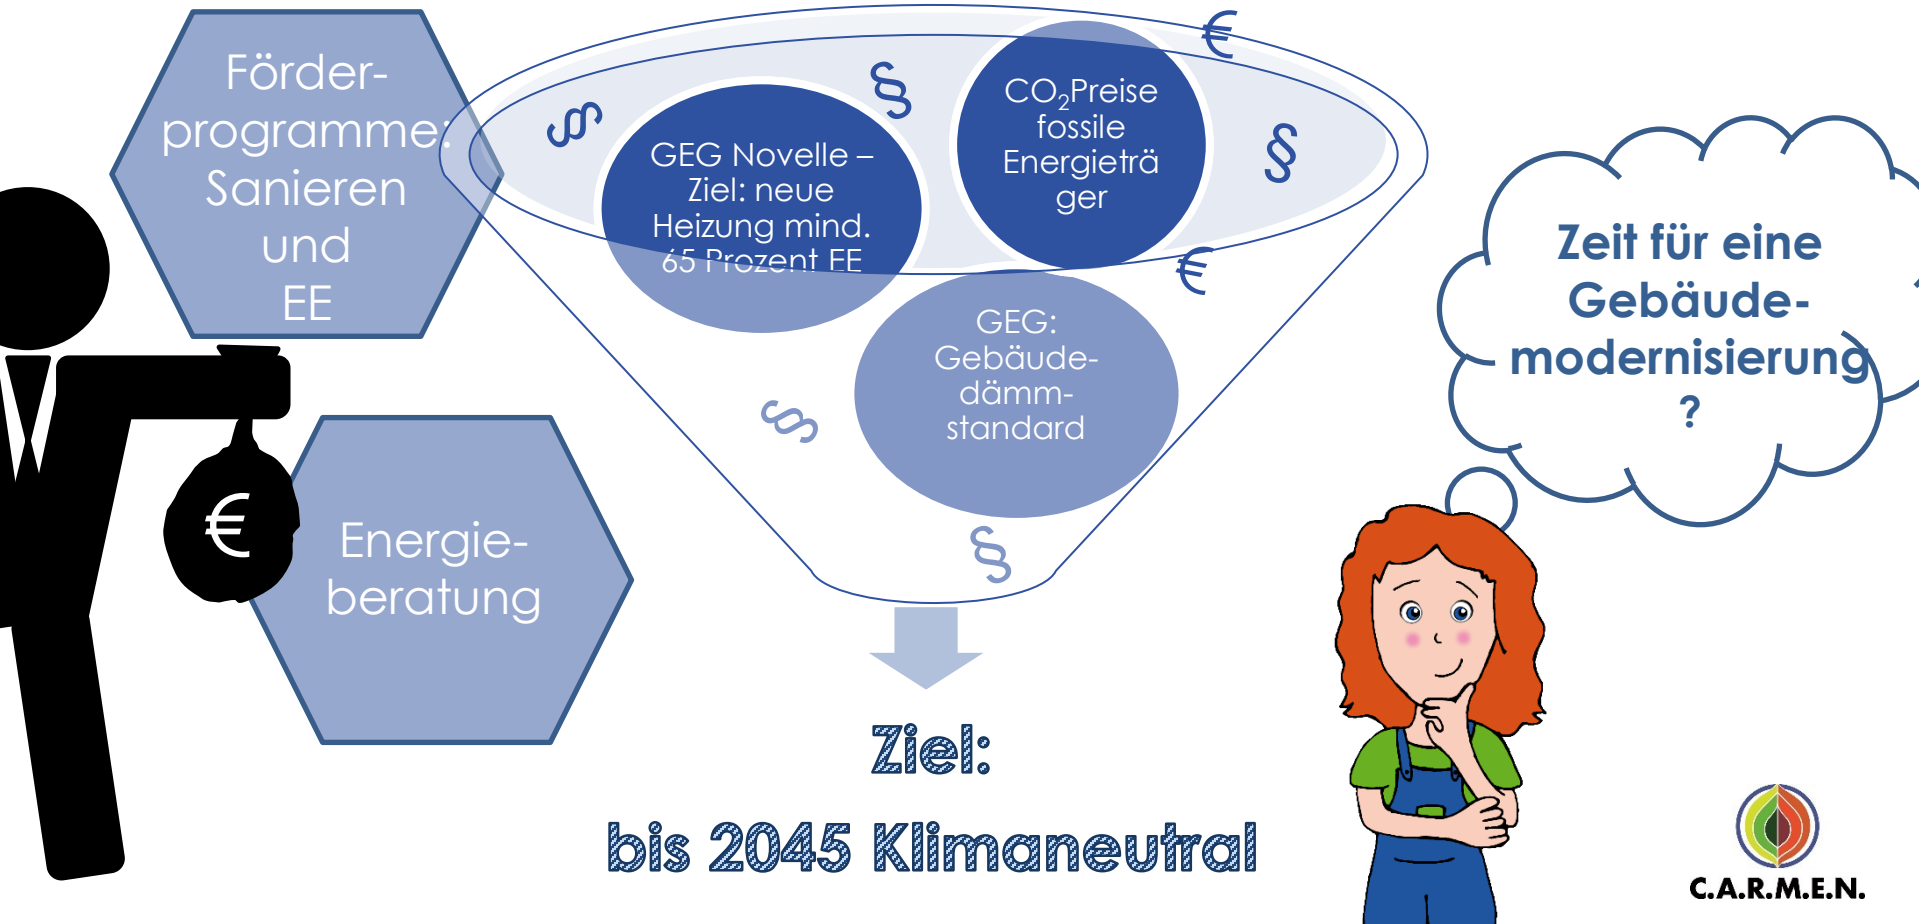 Förder-
programme:
Sanieren
und
EE
€
Energie-
beratung
§
§
§
€
GEG Novelle –
Ziel: neue
Heizung mind.
65 Prozent EE
CO₂Preise
fossile
Energieträ
ger
€
GEG:
Gebäude-
dämm-
standard
§
§
Ziel:
bis 2045 Klimaneutral
Zeit für eine
Gebäude-
modernisierung
?
C.A.R.M.E.N.